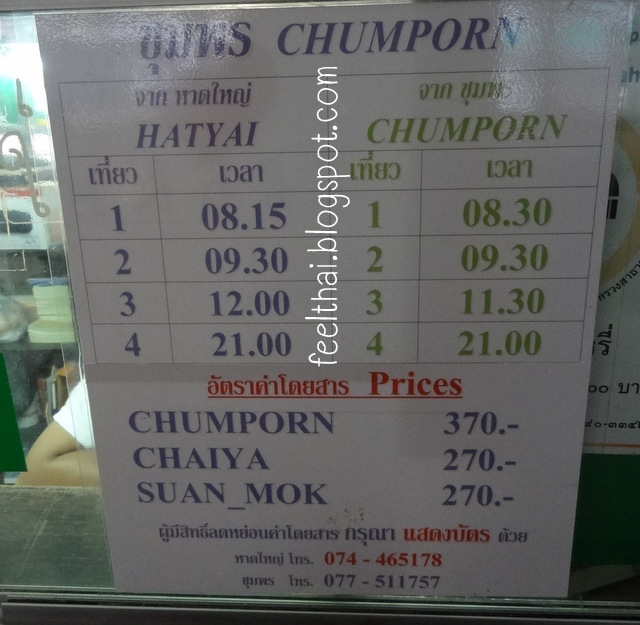 ชุมพร CHUMPORN
จาก หาดใหญ่ จาก ชุมพร
HATYAI CHUMPORN
เที่ยว เวลา เที่ยว เวลา
1 08.15 1 08.30
2 09.30 2 09.30
3 12.00 3 11.30
4 21.00 4 21.00
อัตราค่าโดยสาร Prices
CHUMPORN 370.-
CHAIYA 270.-
SUAN_MOK 270.-
ผู้มีสิทธิ์ลดหย่อนค่าโดยสาร กรุณา แสดงบัตร ด้วย
หาดใหญ่ โทร. 074 - 465178
ชุมพร โทร. 077 - 511757
feelthai.blogspot.com